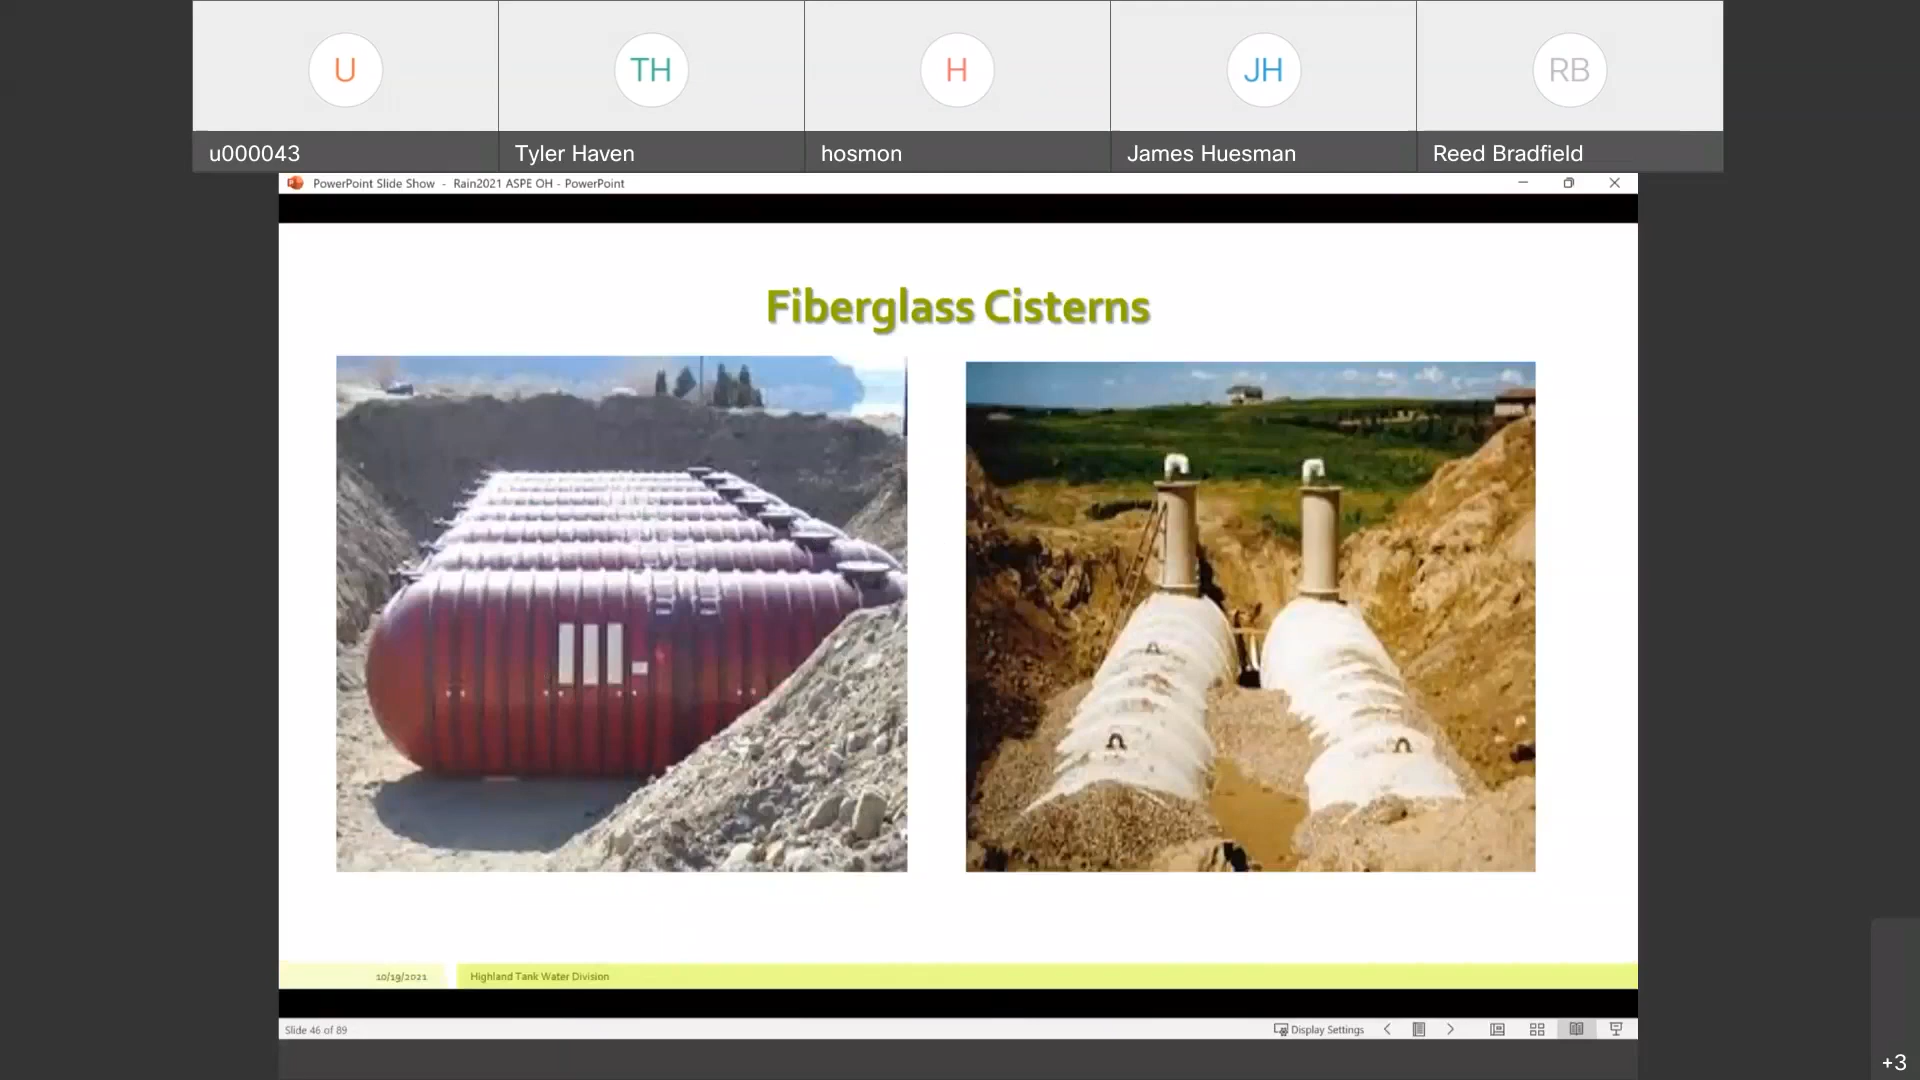 U
TH
H
JH
RB
u000043
Tyler Haven
hosmon
James Huesman
Reed Bradfield
PowerPoint Slide Show - Rain2021 ASPE OH - PowerPoint
Fiberglass Cisterns
10/19/2021
Highland Tank Water Division
Slide 46 of 89
Display Settings
+3